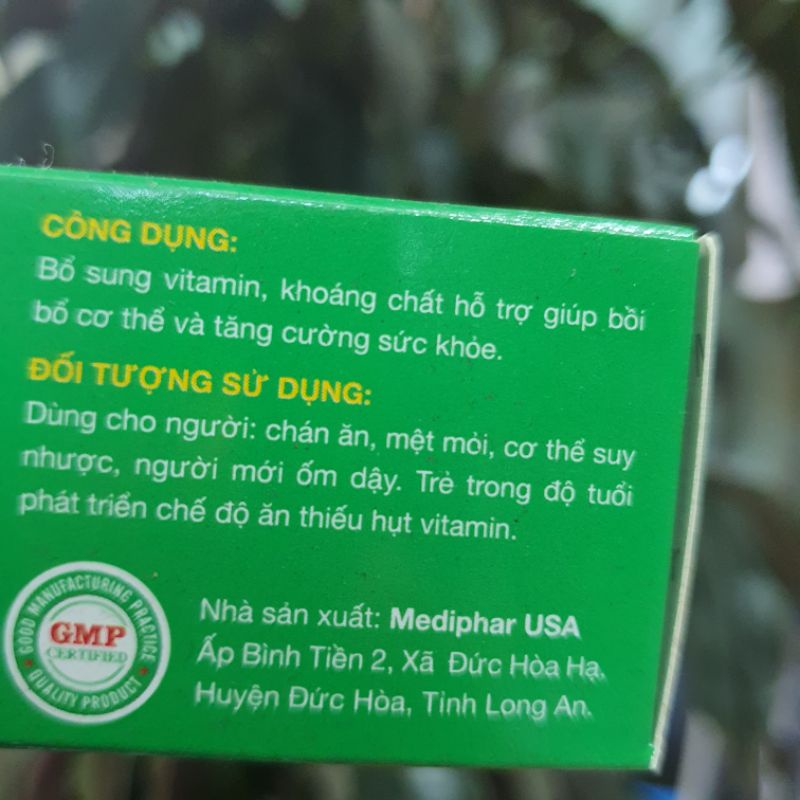 CÔNG DỤNG:
Bổ sung vitamin, khoáng chất hỗ trợ giúp bồi
bổ cơ thể và tăng cường sức khỏe.
ĐỐI TƯỢNG SỬ DỤNG:
Dùng cho người: chán ăn, mệt mỏi, cơ thể suy
nhược, người mới ốm dậy. Trẻ trong độ tuổi
phát triển chế độ ăn thiếu hụt vitamin.
GOOD MANUFACTURING PRACTICE
GMP
CERTIFIED
QUALITY PRODUCT
Nhà sản xuất: Mediphar USA
Ấp Bình Tiền 2, Xã Đức Hòa Hạ,
Huyện Đức Hòa, Tỉnh Long An.